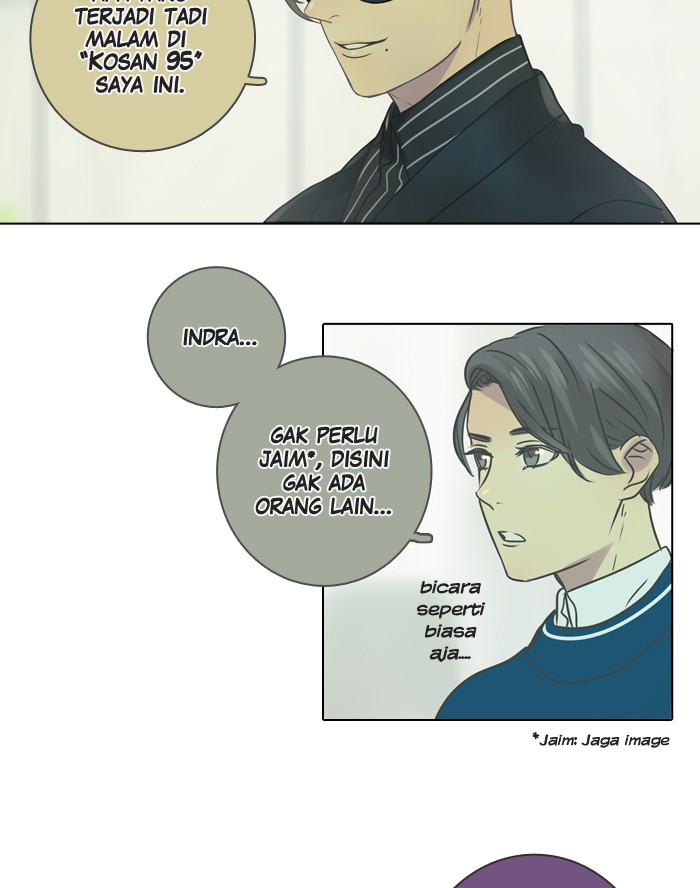 TERJADI TADI
MALAM DI
"KOSAN 95"
SAYA INI.
INDRA...
GAK PERLU
JAIM*, DISINI
GAK ADA
ORANG LAIN...
bicara
seperti
biasa
aja....
*Jaim: Jaga image